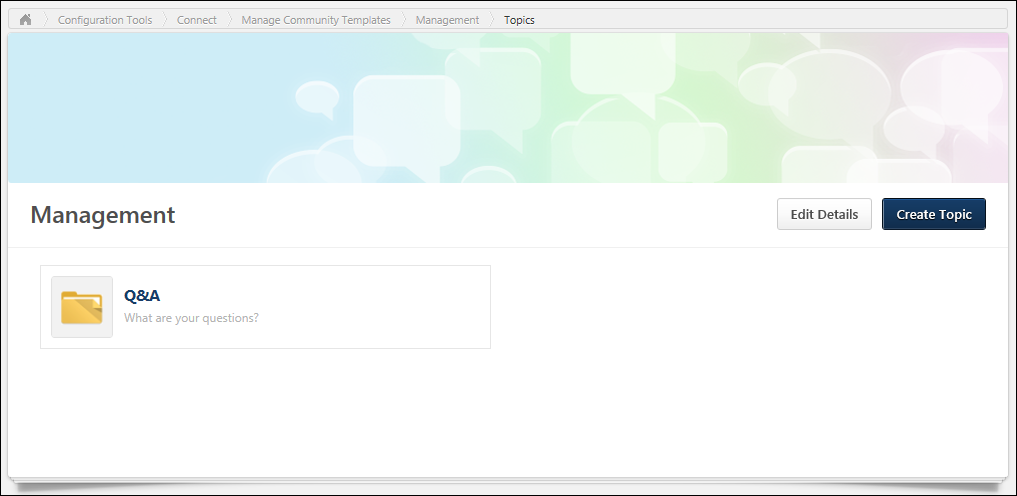 Configuration Tools Connect Manage Community Templates Management Topics
Management
Edit Details Create Topic
Q&A
What are your questions?